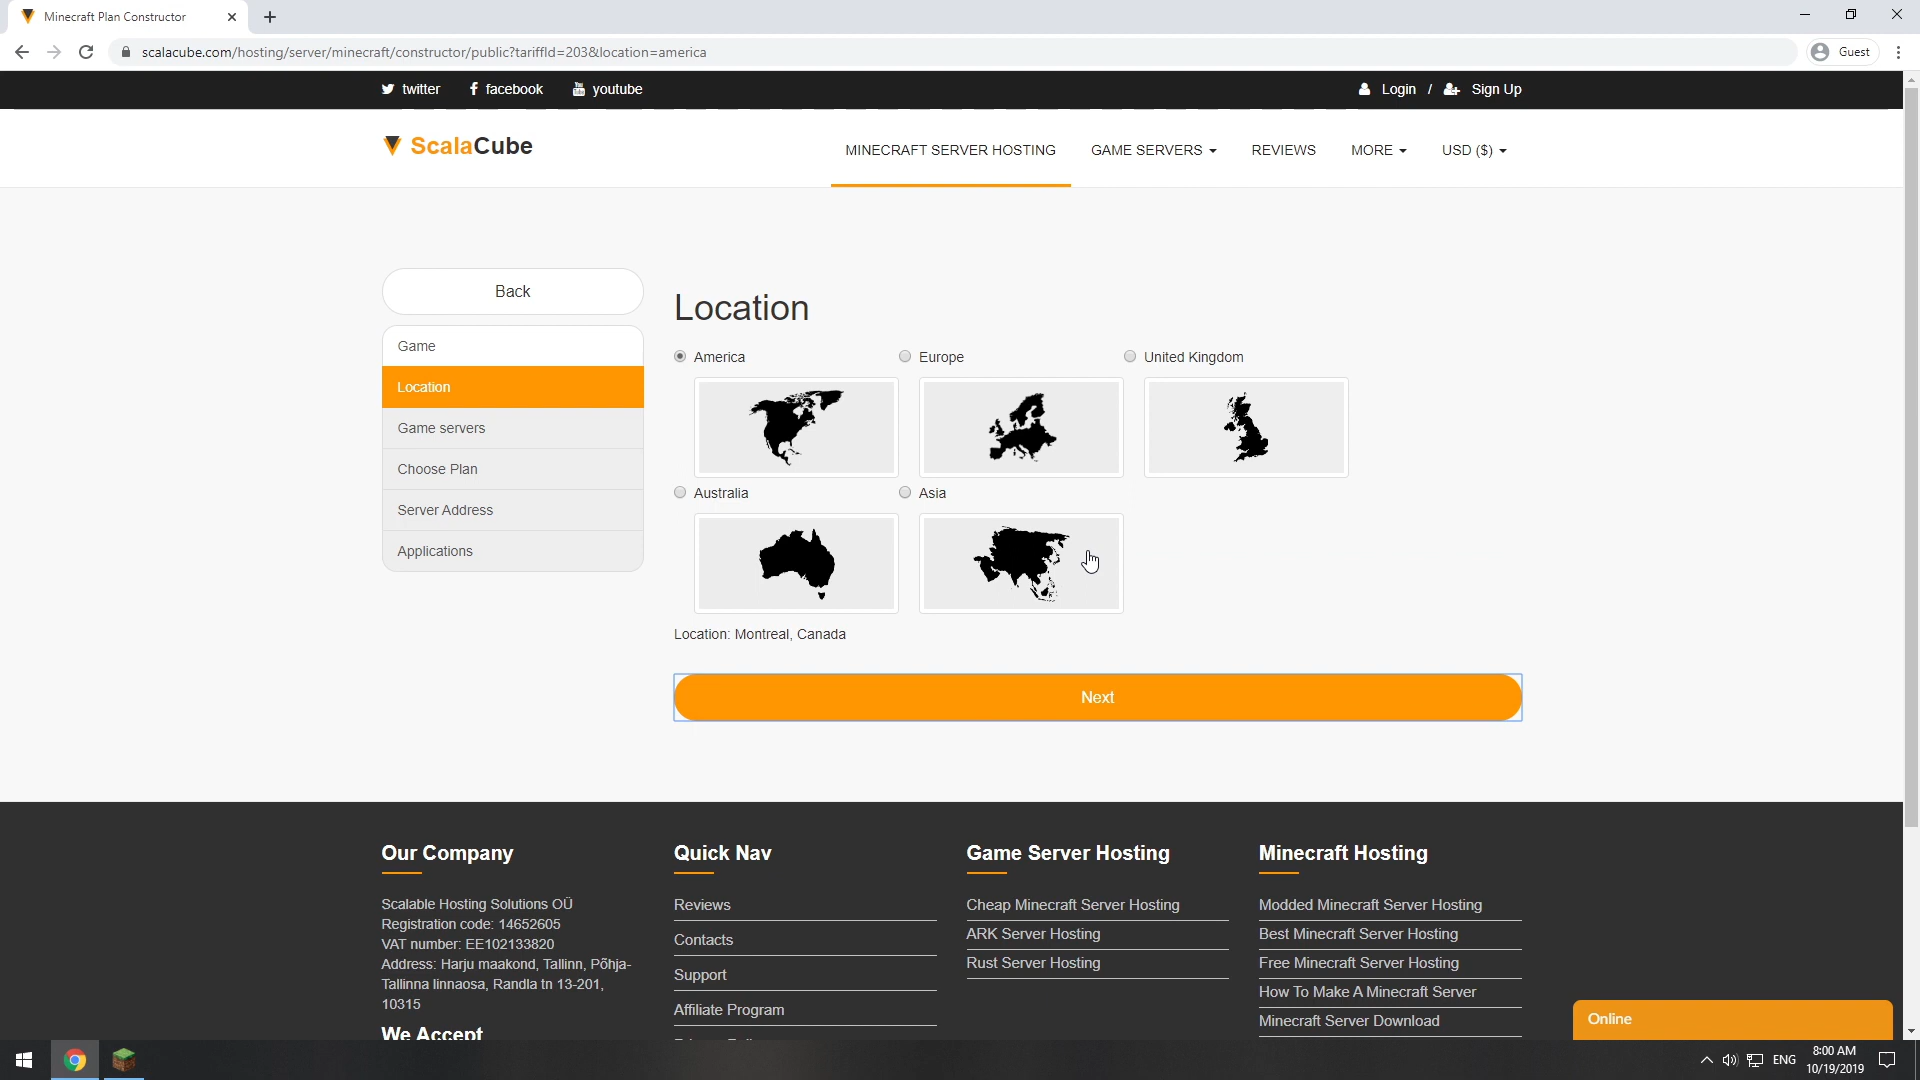 Minecraft Plan Constructor
scalacube.com/hosting/server/minecraft/constructor/public?tariffId=203&location=america
Guest
twitter
facebook
youtube
Login / Sign Up
ScalaCube
MINECRAFT SERVER HOSTING
GAME SERVERS
REVIEWS
MORE
USD ($)
Back
Game
Location
Game servers
Choose Plan
Server Address
Applications
Location
America
Europe
United Kingdom
Australia
Asia
Location: Montreal, Canada
Next
Our Company
Scalable Hosting Solutions OÜ
Registration code: 14652605
VAT number: EE102133820
Address: Harju maakond, Tallinn, Põhja-
Tallinna linnaosa, Randla tn 13-201,
10315
We Accept
Quick Nav
Reviews
Contacts
Support
Affiliate Program
Game Server Hosting
Cheap Minecraft Server Hosting
ARK Server Hosting
Rust Server Hosting
Minecraft Hosting
Modded Minecraft Server Hosting
Best Minecraft Server Hosting
Free Minecraft Server Hosting
How To Make A Minecraft Server
Minecraft Server Download
Online
ENG
8:00 AM
10/19/2019